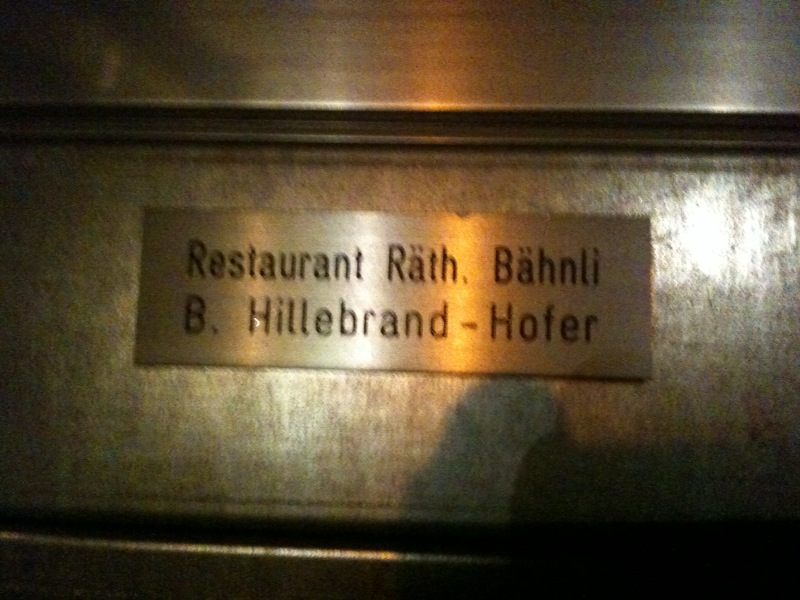 Restaurant Räth. Bähnli
B. Hillebrand - Hofer